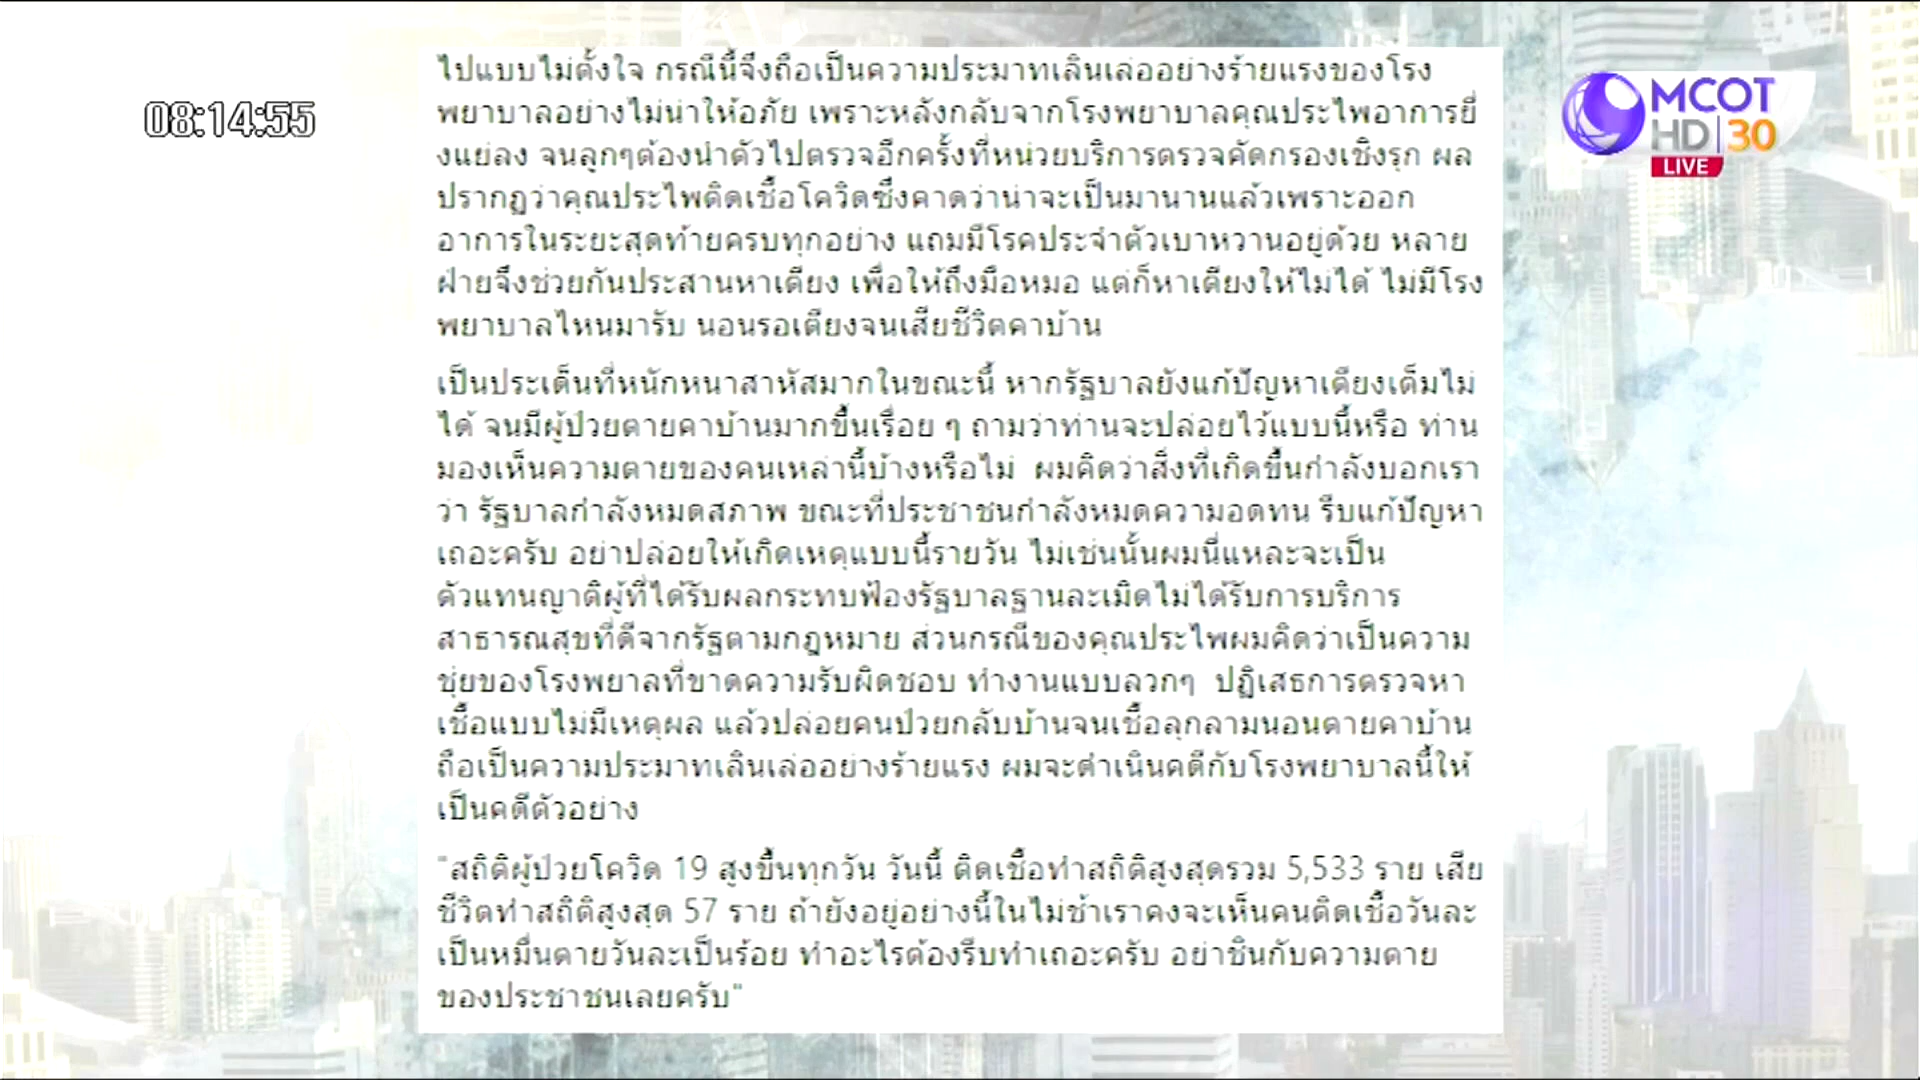 08:14:55
MCOT
HD 30
LIVE
ไปแบบไม่ตั้งใจ กรณีนี้จึงถือเป็นความประมาทเลินเล่ออย่างร้ายแรงของโรง
พยาบาลอย่างไม่น่าให้อภัย เพราะหลังกลับจากโรงพยาบาลคุณประไพอาการยิ่
งแย่ลง จนลูกๆต้องนำตัวไปตรวจอีกครั้งที่หน่วยบริการตรวจคัดกรองเชิงรุก ผล
ปรากฏว่าคุณประไพติดเชื้อโควิดซึ่งคาดว่าน่าจะเป็นมานานแล้วเพราะออก
อาการในระยะสุดท้ายครบทุกอย่าง แถมมีโรคประจำตัวเบาหวานอยู่ด้วย หลาย
ฝ่ายจึงช่วยกันประสานหาเตียง เพื่อให้ถึงมือหมอ แต่ก็หาเตียงให้ไม่ได้ ไม่มีโรง
พยาบาลไหนมารับ นอนรอเตียงจนเสียชีวิตคาบ้าน
เป็นประเด็นที่หนักหนาสาหัสมากในขณะนี้ หากรัฐบาลยังแก้ปัญหาเตียงเต็มไม่
ได้ จนมีผู้ป่วยตายคาบ้านมากขึ้นเรื่อย ๆ ถามว่าท่านจะปล่อยไว้แบบนี้หรือ ท่าน
มองเห็นความตายของคนเหล่านี้บ้างหรือไม่ ผมคิดว่าสิ่งที่เกิดขึ้นกำลังบอกเรา
ว่า รัฐบาลกำลังหมดสภาพ ขณะที่ประชาชนกำลังหมดความอดทน รีบแก้ปัญหา
เถอะครับ อย่าปล่อยให้เกิดเหตุแบบนี้รายวัน ไม่เช่นนั้นผมนี่แหละจะเป็น
ตัวแทนญาติผู้ที่ได้รับผลกระทบฟ้องรัฐบาลฐานละเมิดไม่ได้รับการบริการ
สาธารณสุขที่ดีจากรัฐตามกฎหมาย ส่วนกรณีของคุณประไพผมคิดว่าเป็นความ
ชุ่ยของโรงพยาลที่ขาดความรับผิดชอบ ทำงานแบบลวกๆ ปฏิเสธการตรวจหา
เชื้อแบบไม่มีเหตุผล แล้วปล่อยคนป่วยกลับบ้านจนเชื้อลุกลามนอนตายคาบ้าน
ถือเป็นความประมาทเลินเล่ออย่างร้ายแรง ผมจะดำเนินคดีกับโรงพยาบาลนี้ให้
เป็นคดีตัวอย่าง
"สถิติผู้ป่วยโควิด 19 สูงขึ้นทุกวัน วันนี้ ติดเชื้อทำสถิติสูงสุดรวม 5,533 ราย เสีย
ชีวิตทำสถิติสูงสุด 57 ราย ถ้ายังอยู่อย่างนี้ในไม่ช้าเราคงจะเห็นคนติดเชื้อวันละ
เป็นหมื่นตายวันละเป็นร้อย ทำอะไรต้องรีบทำเถอะครับ อย่าชินกับความตาย
ของประชาชนเลยครับ"